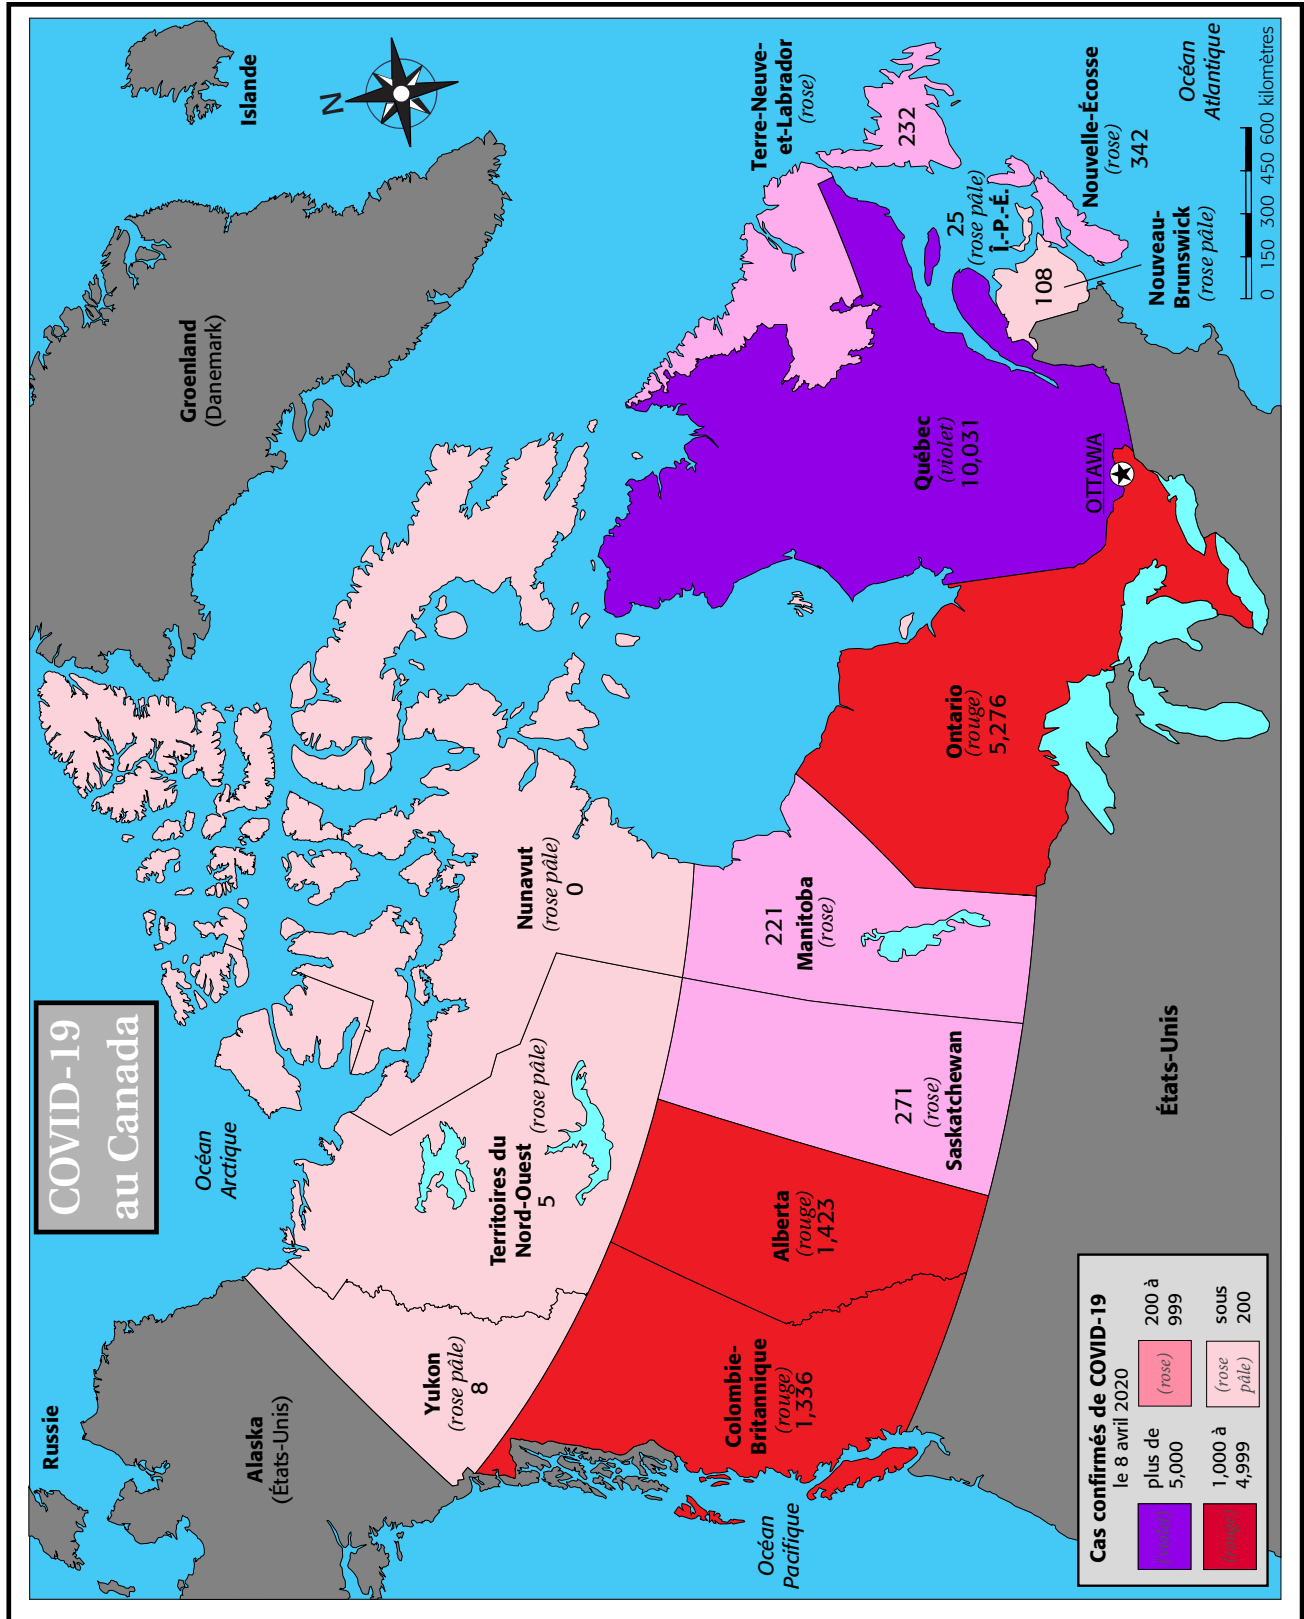 COVID-19
au Canada
Russie
Alaska
(États-Unis)
Océan
Arctique
Groenland
(Danemark)
Islande
N
Yukon
(rose pâle)
8
Territoires du
Nord-Ouest (rose pâle)
5
Nunavut
(rose pâle)
0
Terre-Neuve-
et-Labrador
(rose)
232
Océan
Pacifique
Colombie-
Britannique
(rouge)
1,336
Alberta
(rouge)
1,423
271
(rose)
Saskatchewan
221
Manitoba
(rose)
Ontario
(rouge)
5,276
Québec
(violet)
10,031
OTTAWA
25
(rose pâle)
Î.-P.-É.
108
Nouveau-
Brunswick
(rose pâle)
Nouvelle-Écosse
(rose)
342
Océan
Atlantique
États-Unis
0 150 300 450 600 kilomètres
Cas confirmés de COVID-19
le 8 avril 2020
(violet)
plus de
5,000
(rose)
200 à
999
(rouge)
1,000 à
4,999
(rose
pâle)
sous
200